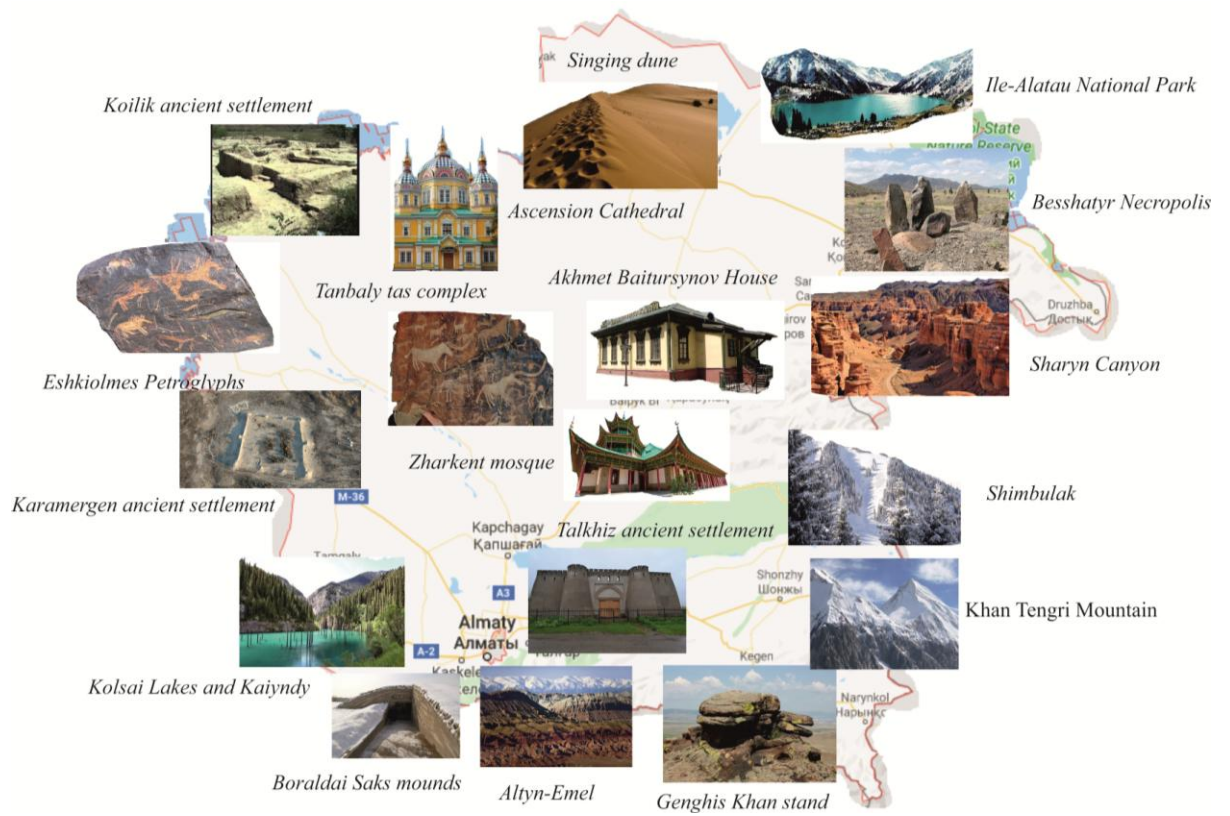 Singing dune
Ile-Alatau National Park
Koilik ancient settlement
Nature Reserve
Besshatyr Necropolis
Ascension Cathedral
Tanbaly tas complex
Akhmet Baitursynov House
Druzhba
Достық
Sharyn Canyon
Eshkiolmes Petroglyphs
Zharkent mosque
Karamergen ancient settlement
M-36
Shimbulak
Talkhiz ancient settlement
Kapchagay
Қапшағай
Shonzhy
Шонжы
A3
Almaty
Алматы
A-2
Khan Tengri Mountain
Kegen
Kolsai Lakes and Kaiyndy
Narynkol
Boraldai Saks mounds
Altyn-Emel
Genghis Khan stand